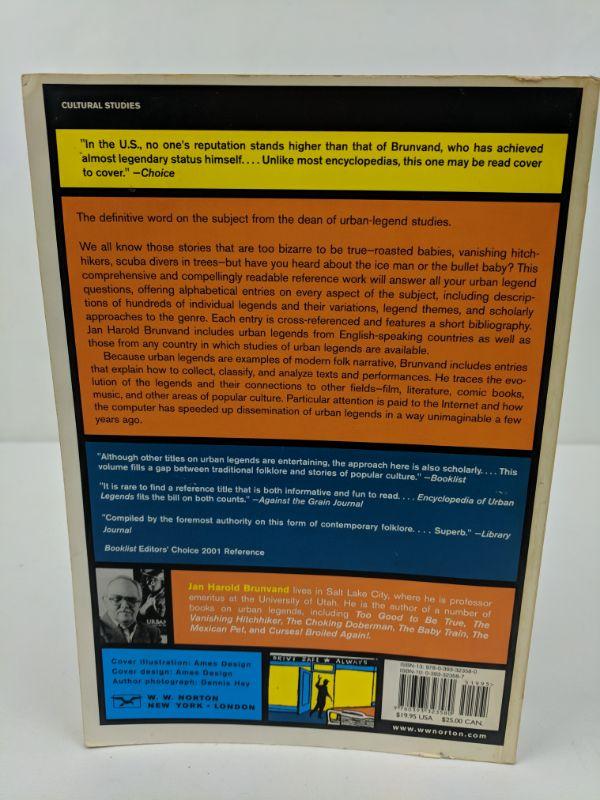 CULTURAL STUDIES
"In the U.S., no one's reputation stands higher than that of Brunvand, who has achieved
almost legendary status himself.... Unlike most encyclopedias, this one may be read cover
to cover." —Choice
The definitive word on the subject from the dean of urban-legend studies.
We all know those stories that are too bizarre to be true—roasted babies, vanishing hitch-
hikers, scuba divers in trees—but have you heard about the ice man or the bullet baby? This
comprehensive and compellingly readable reference work will answer all your urban legend
questions, offering alphabetical entries on every aspect of the subject, including descrip-
tions of hundreds of individual legends and their variations, legend themes, and scholarly
approaches to the genre. Each entry is cross-referenced and features a short bibliography.
Jan Harold Brunvand includes urban legends from English-speaking countries as well as
those from any country in which studies of urban legends are available.
Because urban legends are examples of modern folk narrative, Brunvand includes entries
that explain how to collect, classify, and analyze texts and performances. He traces the evo-
lution of the legends and their connections to other fields—film, literature, comic books,
music, and other areas of popular culture. Particular attention is paid to the Internet and how
the computer has speeded up dissemination of urban legends in a way unimaginable a few
years ago.
"Although other titles on urban legends are entertaining, the approach here is also scholarly.... This
volume fills a gap between traditional folklore and stories of popular culture." —Booklist
"It is rare to find a reference title that is both informative and fun to read.... Encyclopedia of Urban
Legends fits the bill on both counts." —Against the Grain Journal
"Compiled by the foremost authority on this form of contemporary folklore.... Superb." —Library
Journal
Booklist Editors' Choice 2001 Reference
URBAN
Jan Harold Brunvand lives in Salt Lake City, where he is professor
emeritus at the University of Utah. He is the author of a number of
books on urban legends, including Too Good to Be True, The
Vanishing Hitchhiker, The Choking Doberman, The Baby Train, The
Mexican Pet, and Curses! Broiled Again!.
Cover illustration: Ames Design
Cover design: Ames Design
Author photograph: Dennis Hay
W. W. NORTON
NEW YORK • LONDON
DRIVE SAFE ★ ALWAYS
ISBN-13: 978-0-393-32358-0
ISBN-10: 0-393-32358-7
51995
9 780393 323580
$19.95 USA $25.00 CAN.
www.wwnorton.com